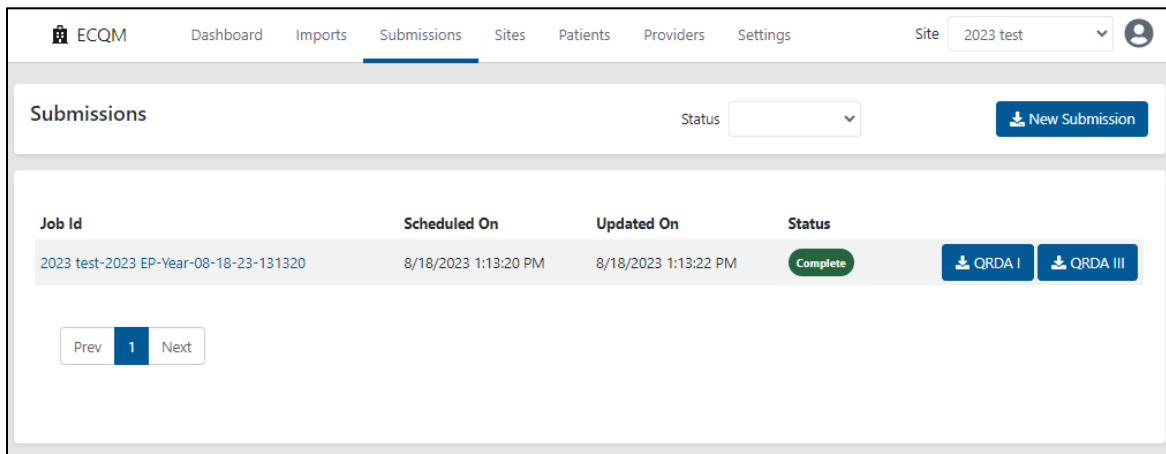 ECQM Dashboard Imports Submissions Sites Patients Providers Settings Site 2023 test
Submissions Status New Submission
Job Id Scheduled On Updated On Status
2023 test-2023 EP-Year-08-18-23-131320 8/18/2023 1:13:20 PM 8/18/2023 1:13:22 PM Complete QRDA I QRDA III
Prev 1 Next